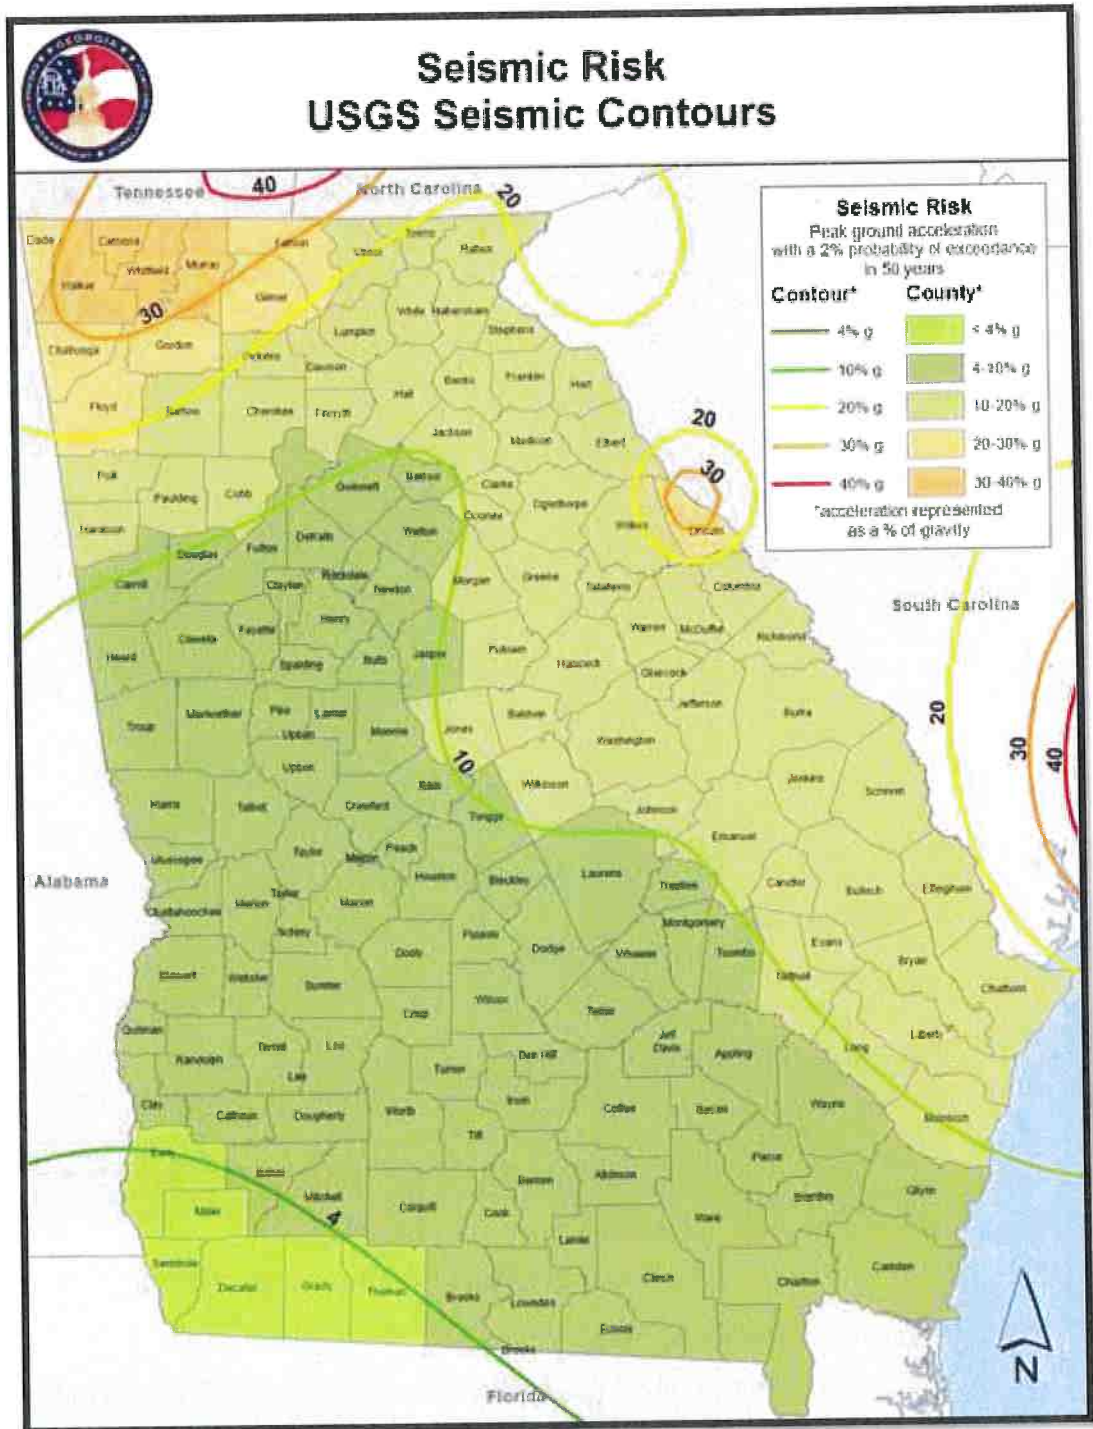 GEORGIA
Seismic Risk
USGS Seismic Contours
Tennessee
40
North Carolina
20
Seismic Risk
Peak ground acceleration
with a 2% probability of exceedance
in 50 years
Contour* County*
4% g < 4% g
10% g 4-10% g
20% g 10-20% g
30% g 20-30% g
40% g 30-40% g
*acceleration represented
as a % of gravity
Dade
Catoosa
Whitfield
Murray
Fannin
Union
Towns
Rabun
Walker
30
Gilmer
White
Habersham
Lumpkin
Stephens
Chattooga
Gordon
Pickens
Dawson
Banks
Franklin
Hart
Hall
Floyd
Bartow
Cherokee
Forsyth
Jackson
Madison
Elbert
20
30
Polk
Paulding
Cobb
Gwinnett
Barrow
Clarke
Oconee
Oglethorpe
Wilkes
Lincoln
Haralson
Douglas
Fulton
DeKalb
Walton
Carroll
Clayton
Rockdale
Newton
Morgan
Greene
Taliaferro
Columbia
South Carolina
Heard
Coweta
Fayette
Henry
Spalding
Butts
Jasper
Putnam
Hancock
Warren
McDuffie
Richmond
Glascock
Jefferson
Burke
Troup
Meriwether
Pike
Lamar
Upson
Monroe
Jones
Baldwin
Washington
20
30
40
Upson
10
Wilkinson
Jenkins
Screven
Harris
Talbot
Crawford
Bibb
Twiggs
Johnson
Emanuel
Alabama
Muscogee
Taylor
Macon
Peach
Houston
Bleckley
Laurens
Treutlen
Candler
Bulloch
Effingham
Chattahoochee
Marion
Taylor
Macon
Schley
Dooly
Pulaski
Dodge
Wheeler
Montgomery
Toombs
Evans
Bryan
Tattnall
Chatham
Stewart
Webster
Sumter
Crisp
Wilcox
Telfair
Liberty
Long
Quitman
Randolph
Terrell
Lee
Lee
Turner
Ben Hill
Jeff
Davis
Appling
Clay
Calhoun
Dougherty
Worth
Tift
Irwin
Coffee
Bacon
Wayne
McIntosh
Early
Mitchell
4
Miller
Colquitt
Cook
Berrien
Atkinson
Pierce
Ware
Brantley
Glynn
Lanier
Seminole
Decatur
Grady
Thomas
Brooks
Lowndes
Clinch
Echols
Charlton
Camden
Brooks
Florida
N